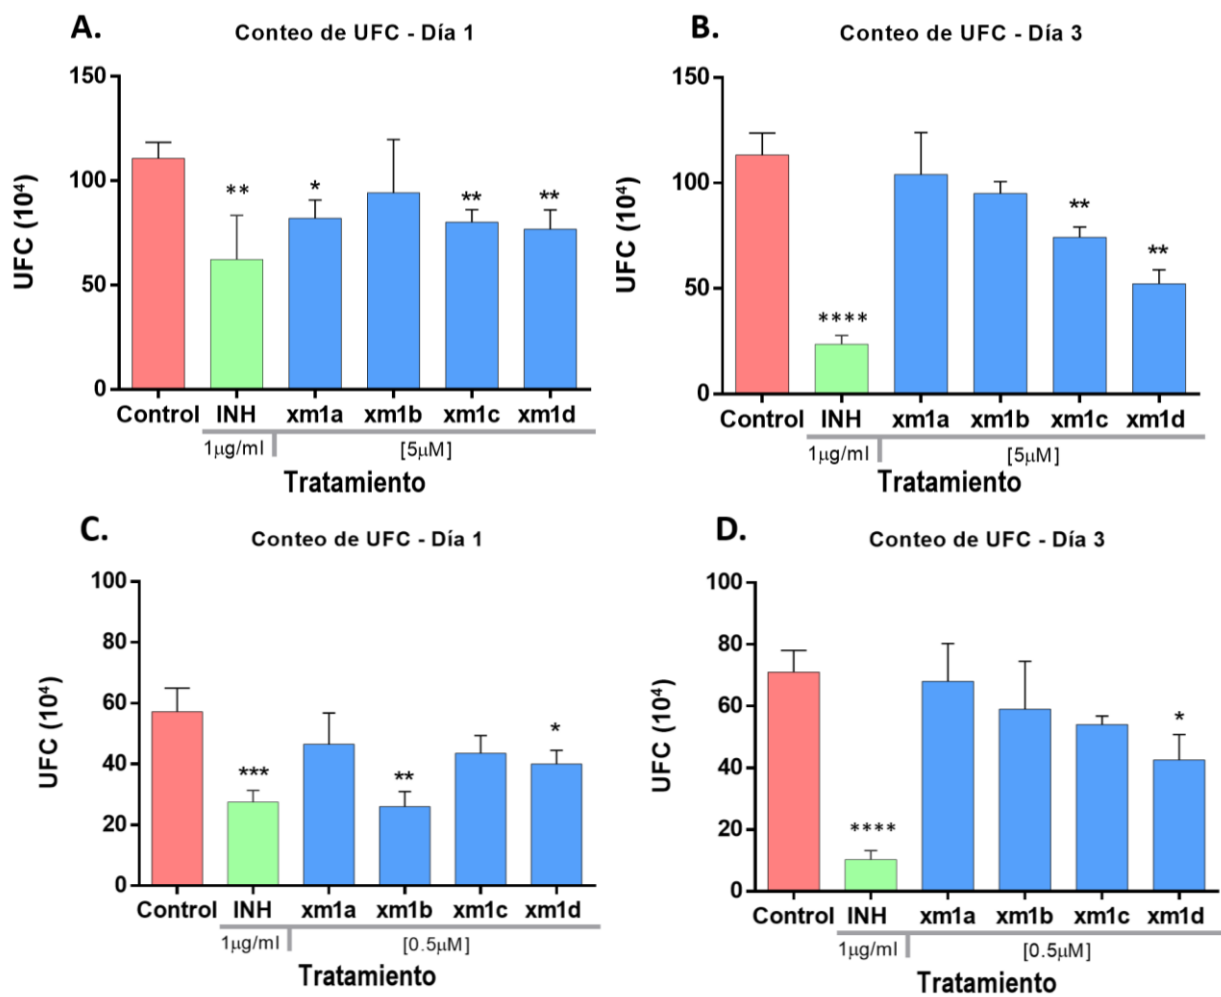 A.
Conteo de UFC - Día 1
UFC (10⁴)
150
100
50
0
**
*
**
**
Control INH xm1a xm1b xm1c xm1d
1µg/ml [5µM]
Tratamiento
B.
Conteo de UFC - Día 3
UFC (10⁴)
150
100
50
0
****
**
**
Control INH xm1a xm1b xm1c xm1d
1µg/ml [5µM]
Tratamiento
C.
Conteo de UFC - Día 1
UFC (10⁴)
100
80
60
40
20
0
***
**
*
Control INH xm1a xm1b xm1c xm1d
1µg/ml [0.5µM]
Tratamiento
D.
Conteo de UFC - Día 3
UFC (10⁴)
100
80
60
40
20
0
****
*
Control INH xm1a xm1b xm1c xm1d
1µg/ml [0.5µM]
Tratamiento